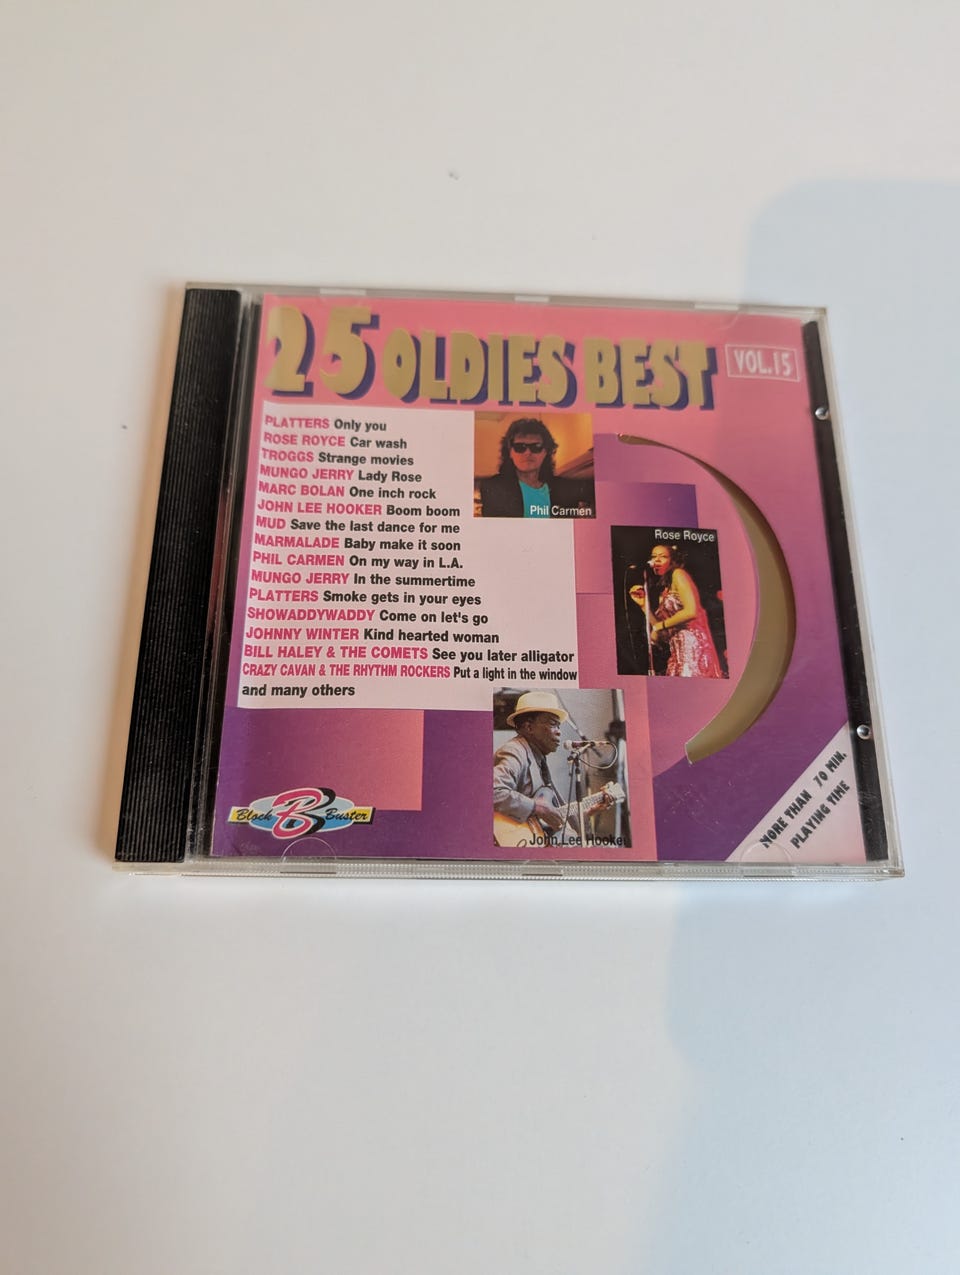 25 OLDIES BEST VOL.15
PLATTERS Only you
ROSE ROYCE Car wash
TROGGS Strange movies
MUNGO JERRY Lady Rose
MARC BOLAN One inch rock
JOHN LEE HOOKER Boom boom
MUD Save the last dance for me
MARMALADE Baby make it soon
PHIL CARMEN On my way in L.A.
MUNGO JERRY In the summertime
PLATTERS Smoke gets in your eyes
SHOWADDYWADDY Come on let's go
JOHNNY WINTER Kind hearted woman
BILL HALEY & THE COMETS See you later alligator
CRAZY CAVAN & THE RHYTHM ROCKERS Put a light in the window
and many others
Phil Carmen
Rose Royce
John Lee Hooker
Block B Buster
MORE THAN 70 MIN.
PLAYING TIME